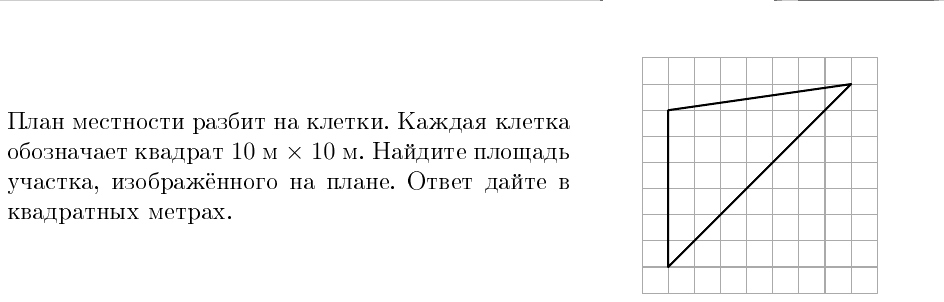 План местности разбит на клетки. Каждая клетка
обозначает квадрат 10 м × 10 м. Найдите площадь
участка, изображённого на плане. Ответ дайте в
квадратных метрах.